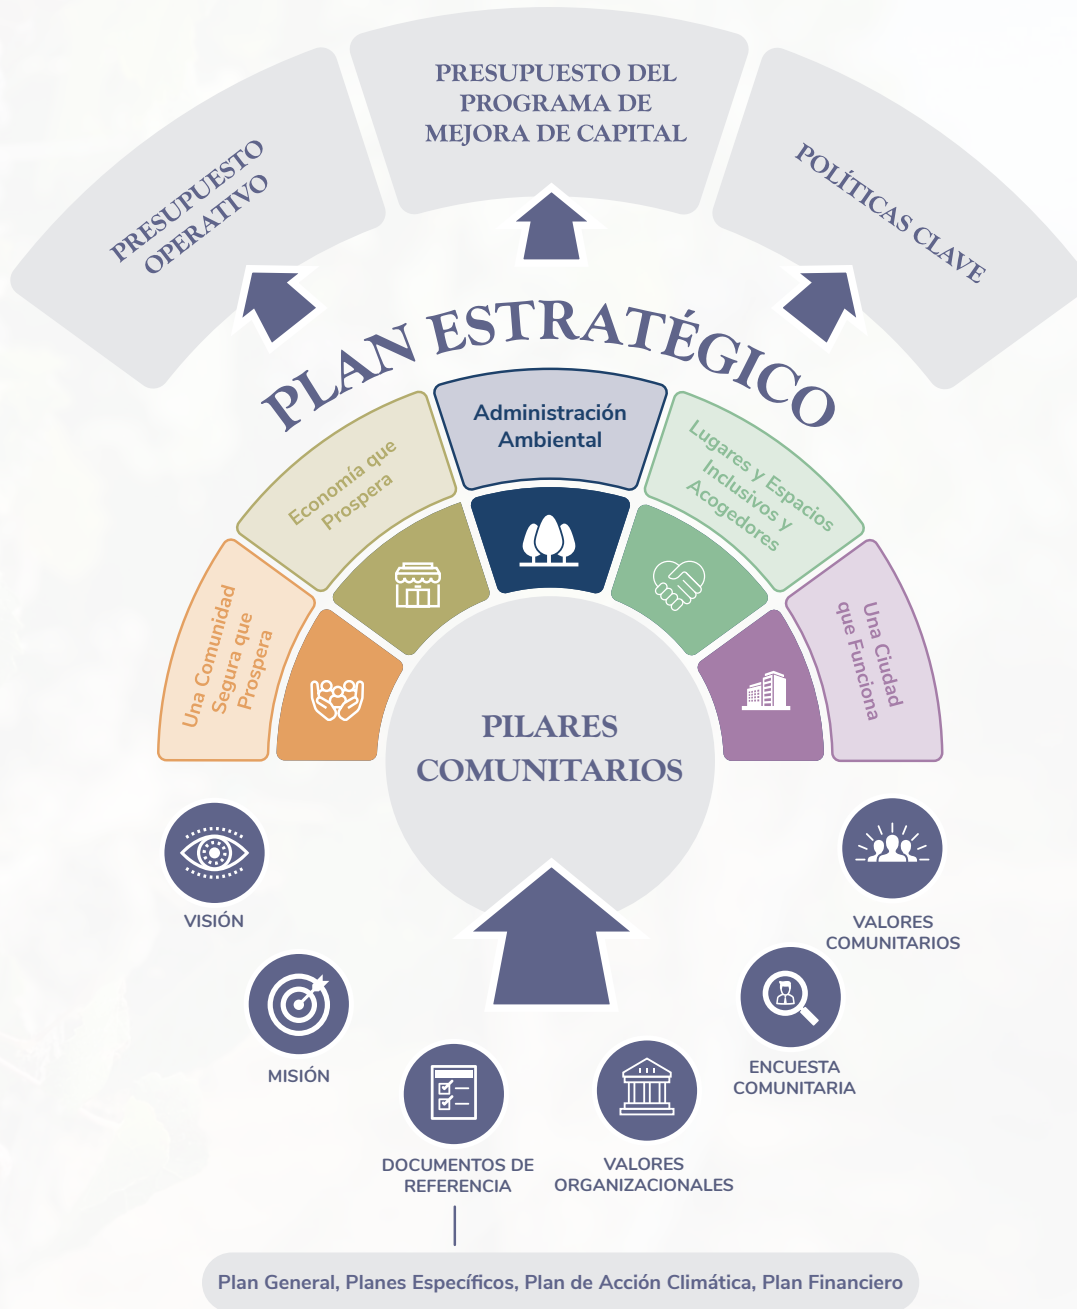 PRESUPUESTO
OPERATIVO
PRESUPUESTO DEL
PROGRAMA DE
MEJORA DE CAPITAL
POLÍTICAS CLAVE
PLAN ESTRATÉGICO
Una Comunidad
Segura que
Prospera
Economía que
Prospera
Administración
Ambiental
Lugares y Espacios
Inclusivos y
Acogedores
Una Ciudad
que Funciona
PILARES
COMUNITARIOS
VISIÓN
MISIÓN
DOCUMENTOS DE
REFERENCIA
VALORES
ORGANIZACIONALES
ENCUESTA
COMUNITARIA
VALORES
COMUNITARIOS
Plan General, Planes Específicos, Plan de Acción Climática, Plan Financiero